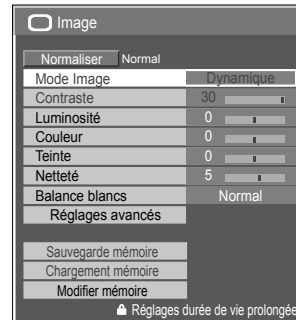 Image
Normaliser Normal
Mode Image Dynamique
Contraste 30
Luminosité 0
Couleur 0
Teinte 0
Netteté 5
Balance blancs Normal
Réglages avancés
Sauvegarde mémoire
Chargement mémoire
Modifier mémoire
Réglages durée de vie prolongée